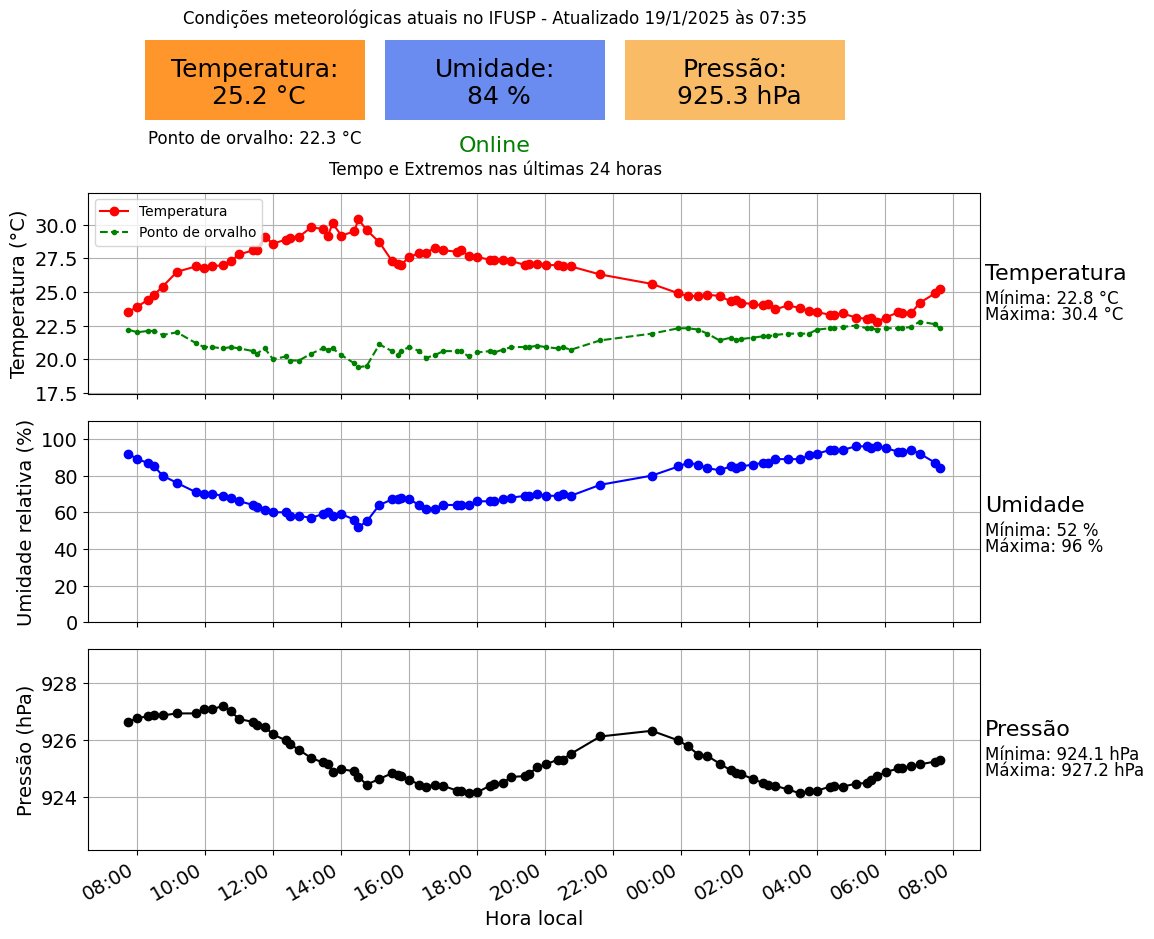 Condições meteorológicas atuais no IFUSP - Atualizado 19/1/2025 às 07:35
Temperatura:
25.2 °C
Umidade:
84 %
Pressão:
925.3 hPa
Ponto de orvalho: 22.3 °C
Online
Tempo e Extremos nas últimas 24 horas
Temperatura (°C)
30.0
27.5
25.0
22.5
20.0
17.5
Temperatura
Ponto de orvalho
Temperatura
Mínima: 22.8 °C
Máxima: 30.4 °C
Umidade relativa (%)
100
80
60
40
20
0
Umidade
Mínima: 52 %
Máxima: 96 %
Pressão (hPa)
928
926
924
Pressão
Mínima: 924.1 hPa
Máxima: 927.2 hPa
08:00
10:00
12:00
14:00
16:00
18:00
20:00
22:00
00:00
02:00
04:00
06:00
08:00
Hora local